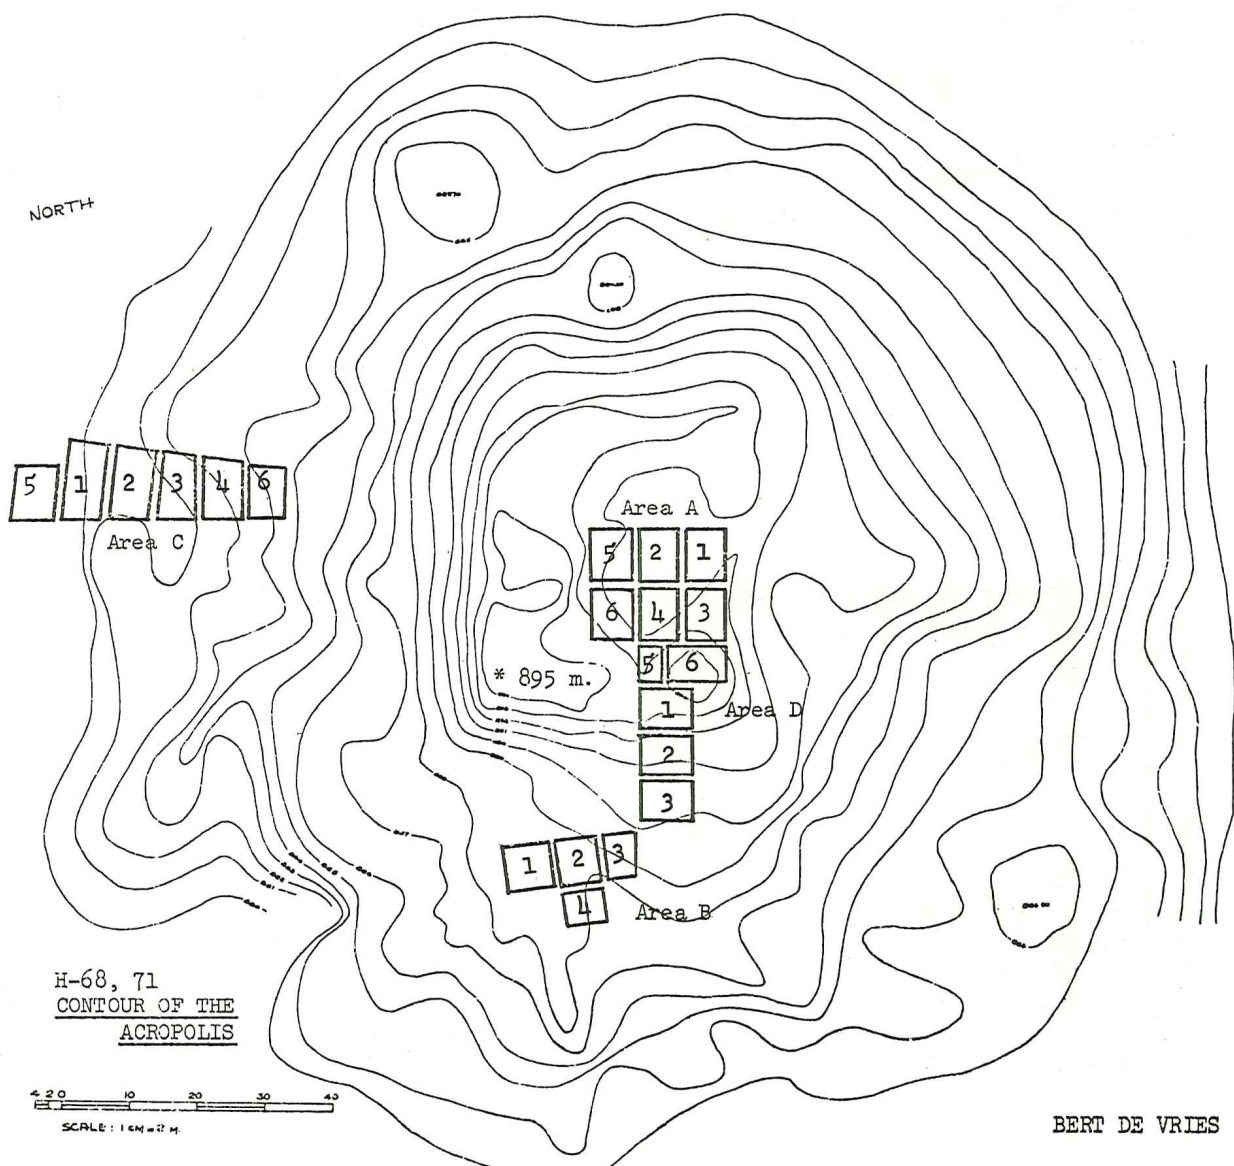 NORTH
Area A
5 2 1
6 4 3
5 6
1
Area D
2
3
5 1 2 3 4 6
Area C
* 895 m.
1 2 3
4
Area B
H-68, 71
CONTOUR OF THE
ACROPOLIS
4 2 0 10 20 30 40
SCALE: 1 CM = 2 M.
BERT DE VRIES